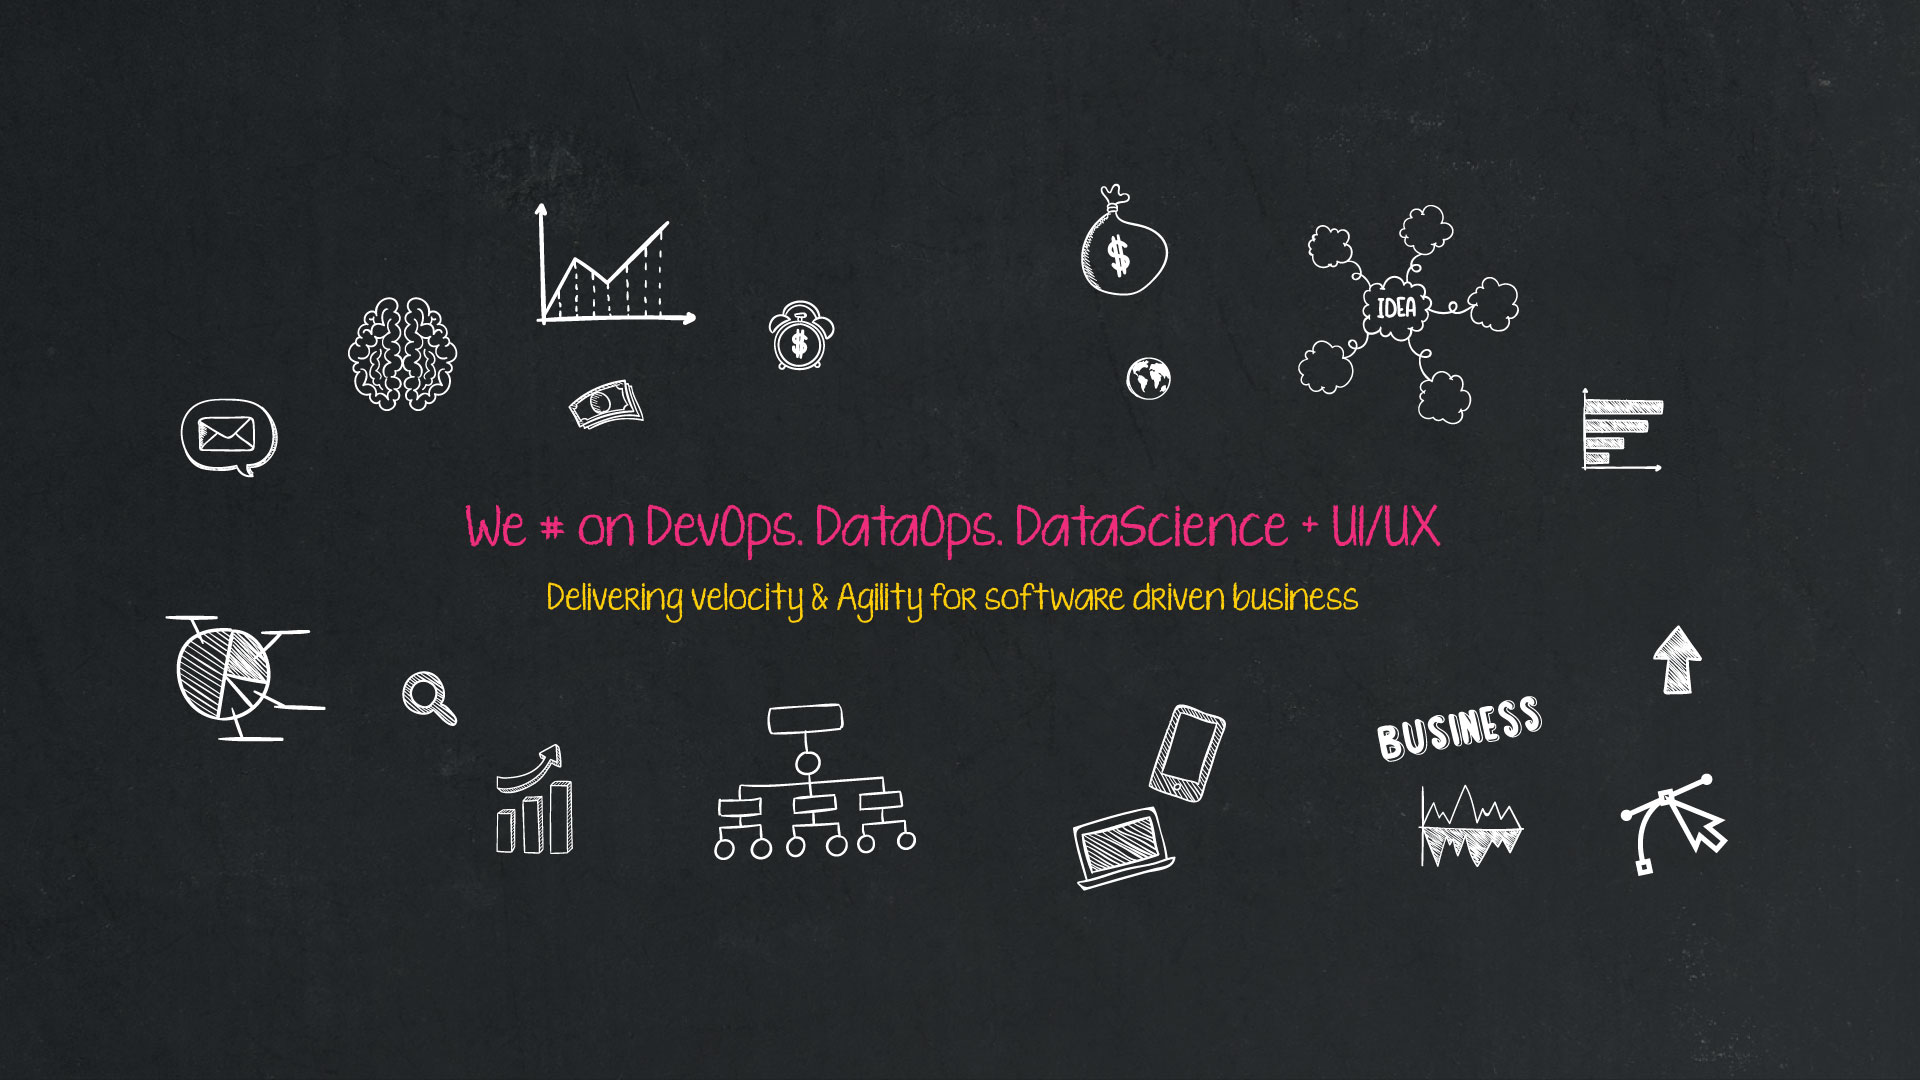 $
IDEA
$
We # on DevOps. DataOps. DataScience + UI/UX
Delivering velocity & Agility for software driven business
BUSINESS